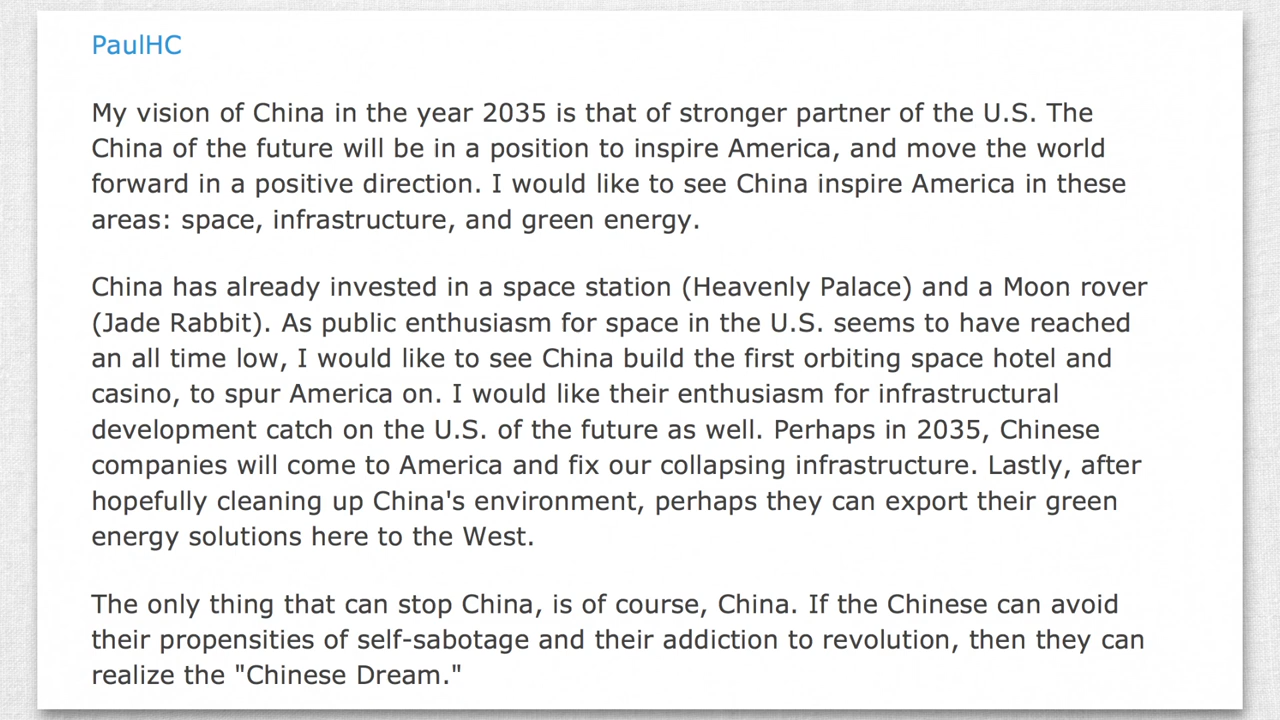 PaulHC
My vision of China in the year 2035 is that of stronger partner of the U.S. The
China of the future will be in a position to inspire America, and move the world
forward in a positive direction. I would like to see China inspire America in these
areas: space, infrastructure, and green energy.
China has already invested in a space station (Heavenly Palace) and a Moon rover
(Jade Rabbit). As public enthusiasm for space in the U.S. seems to have reached
an all time low, I would like to see China build the first orbiting space hotel and
casino, to spur America on. I would like their enthusiasm for infrastructural
development catch on the U.S. of the future as well. Perhaps in 2035, Chinese
companies will come to America and fix our collapsing infrastructure. Lastly, after
hopefully cleaning up China's environment, perhaps they can export their green
energy solutions here to the West.
The only thing that can stop China, is of course, China. If the Chinese can avoid
their propensities of self-sabotage and their addiction to revolution, then they can
realize the "Chinese Dream."